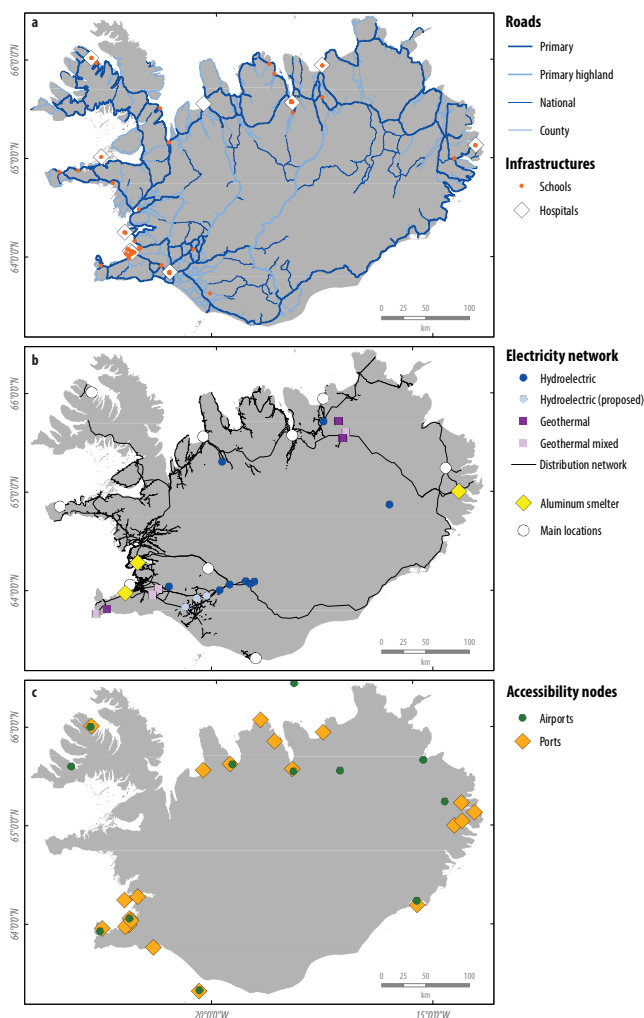 a
Roads
Primary
Primary highland
National
County
Infrastructures
Schools
Hospitals
66°0'0"N
65°0'0"N
64°0'0"N
0 25 50 100
km
b
Electricity network
Hydroelectric
Hydroelectric (proposed)
Geothermal
Geothermal mixed
Distribution network
Aluminum smelter
Main locations
66°0'0"N
65°0'0"N
64°0'0"N
0 25 50 100
km
c
Accessibility nodes
Airports
Ports
66°0'0"N
65°0'0"N
64°0'0"N
0 25 50 100
km
20°0'0"W 15°0'0"W